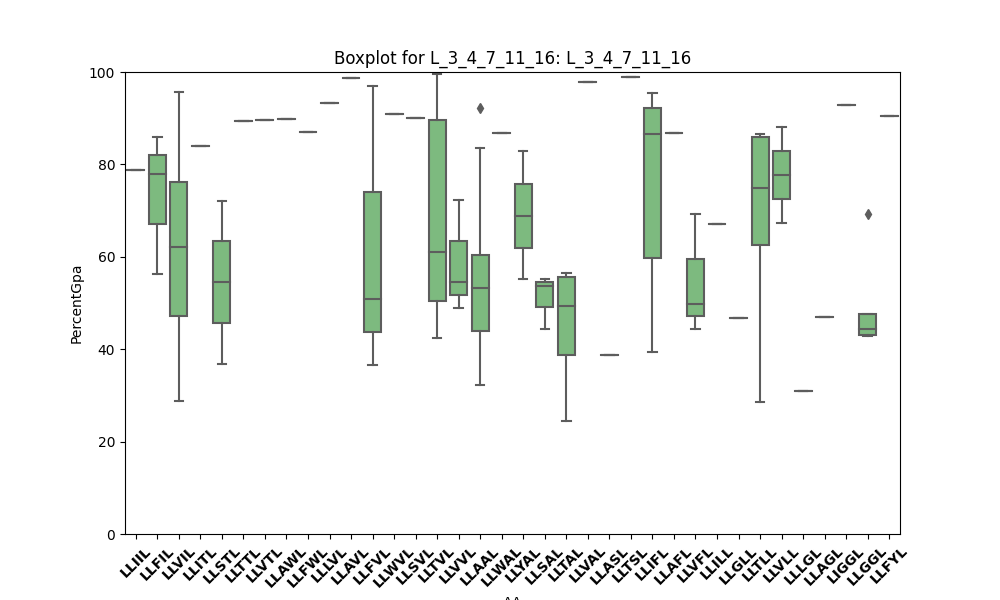 Boxplot for L_3_4_7_11_16: L_3_4_7_11_16
PercentGpa
100
80
60
40
20
0
LLIIL
LLFIL
LLVIL
LLITL
LLSTL
LLTTL
LLVTL
LLAWL
LLFWL
LLLVL
LLAVL
LLFVL
LLWVL
LLSVL
LLTVL
LLVVL
LLAAL
LLWAL
LLYAL
LLSAL
LLTAL
LLVAL
LLASL
LLTSL
LLIFL
LLAFL
LLVFL
LLILL
LLGLL
LLTLL
LLVLL
LLLGL
LLAGL
LIGGL
LLGGL
LLFYL